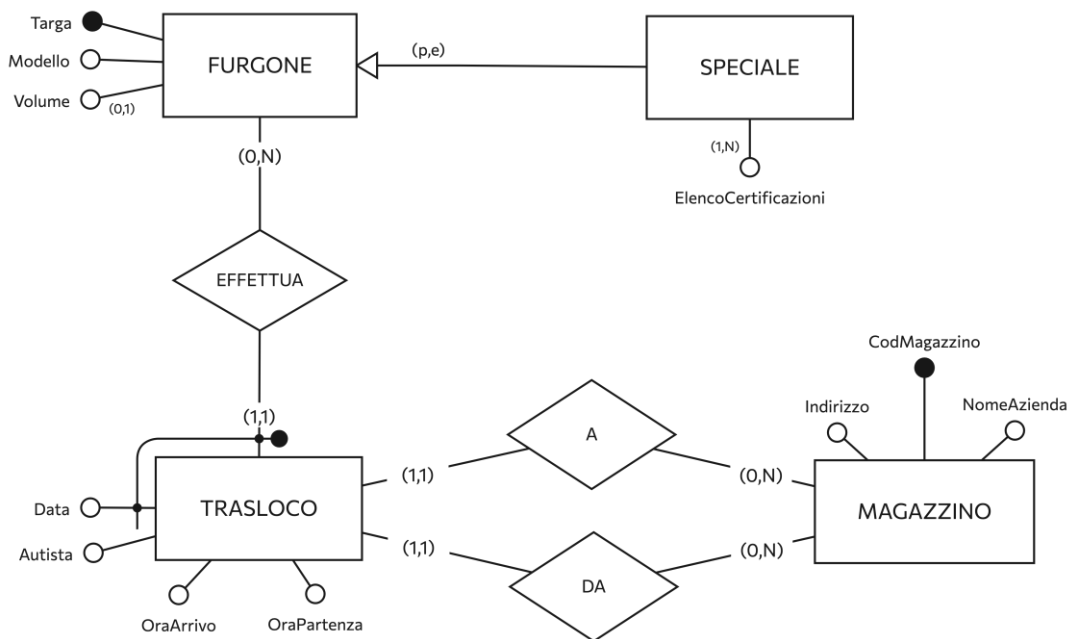 Targa
Modello
Volume
(0,1)
FURGONE
(p,e)
SPECIALE
(1,N)
ElencoCertificazioni
(0,N)
EFFETTUA
(1,1)
CodMagazzino
Indirizzo
NomeAzienda
A
(1,1)
(0,N)
Data
Autista
TRASLOCO
MAGAZZINO
(1,1)
(0,N)
DA
OraArrivo
OraPartenza